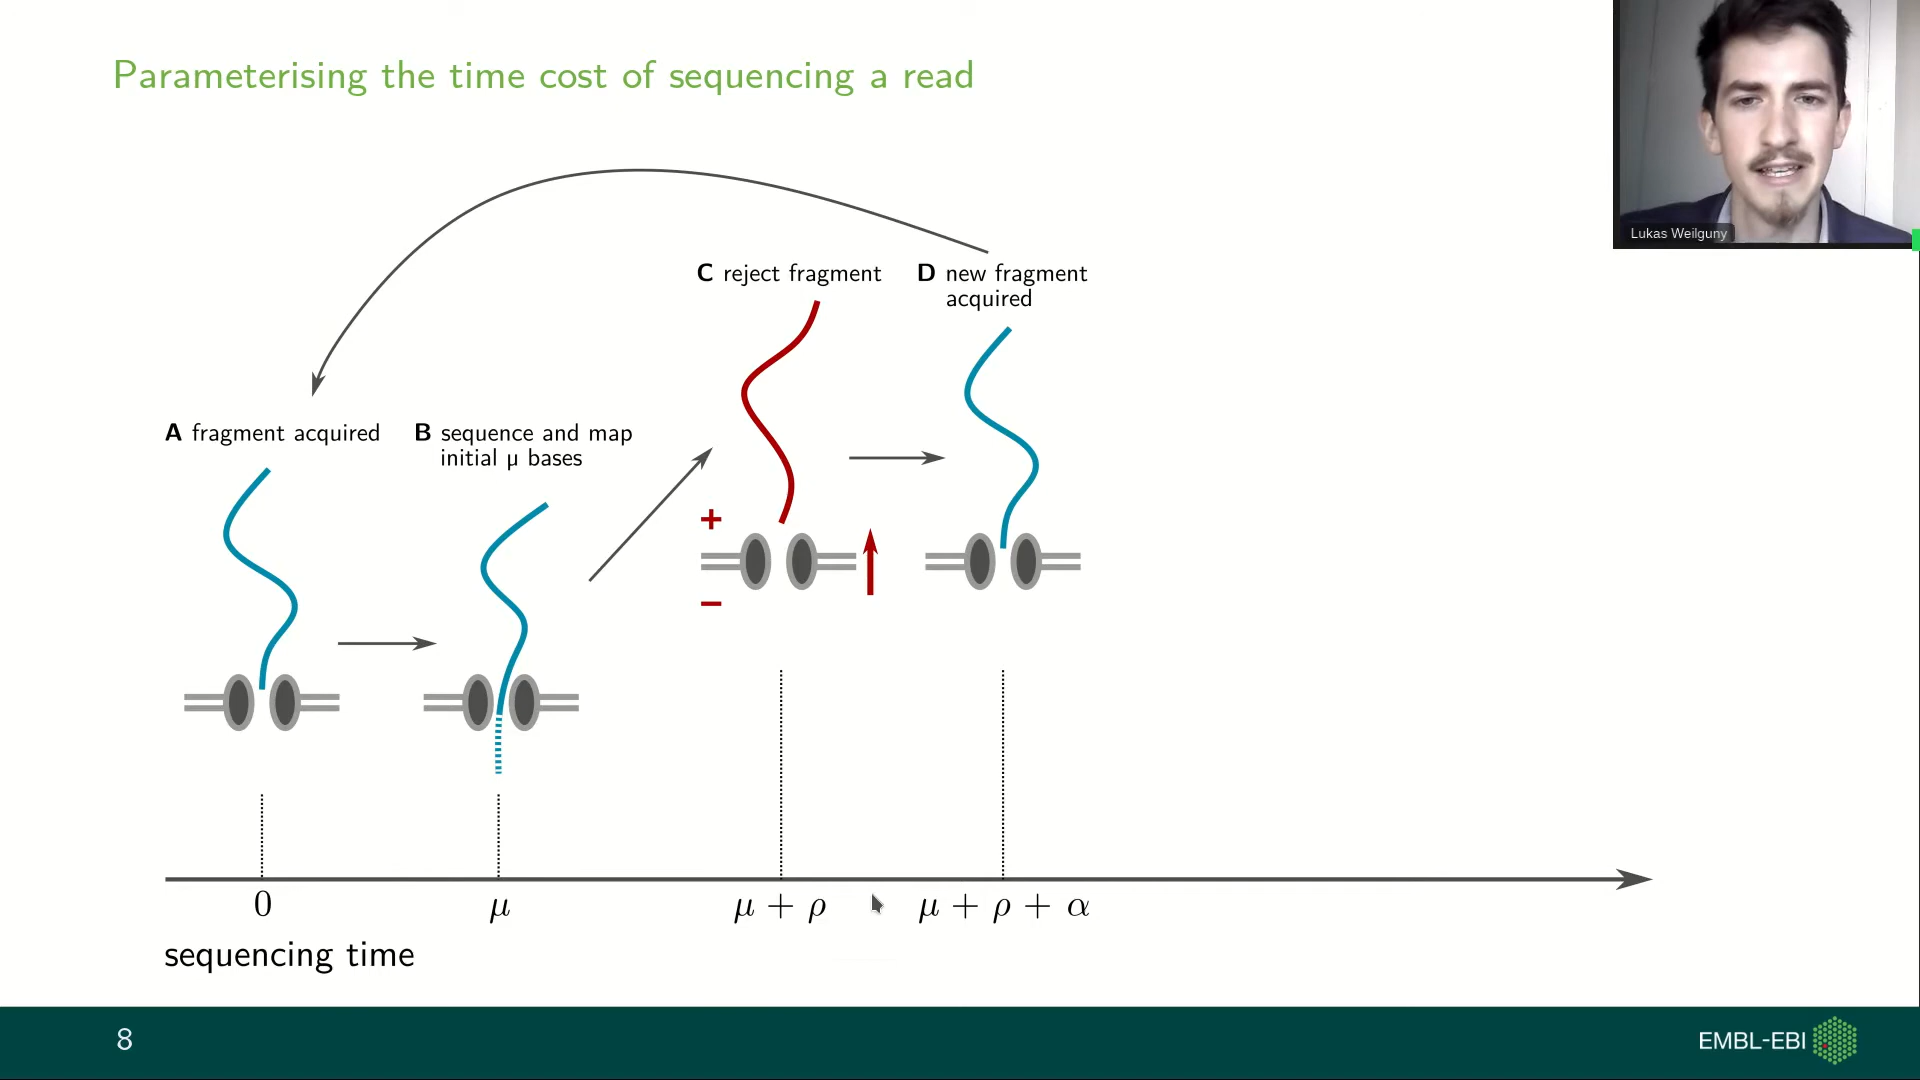 Parameterising the time cost of sequencing a read
Lukas Weilguny
C reject fragment
D new fragment
acquired
A fragment acquired
B sequence and map
initial μ bases
+
−
0
μ
μ + ρ
μ + ρ + α
sequencing time
8
EMBL-EBI